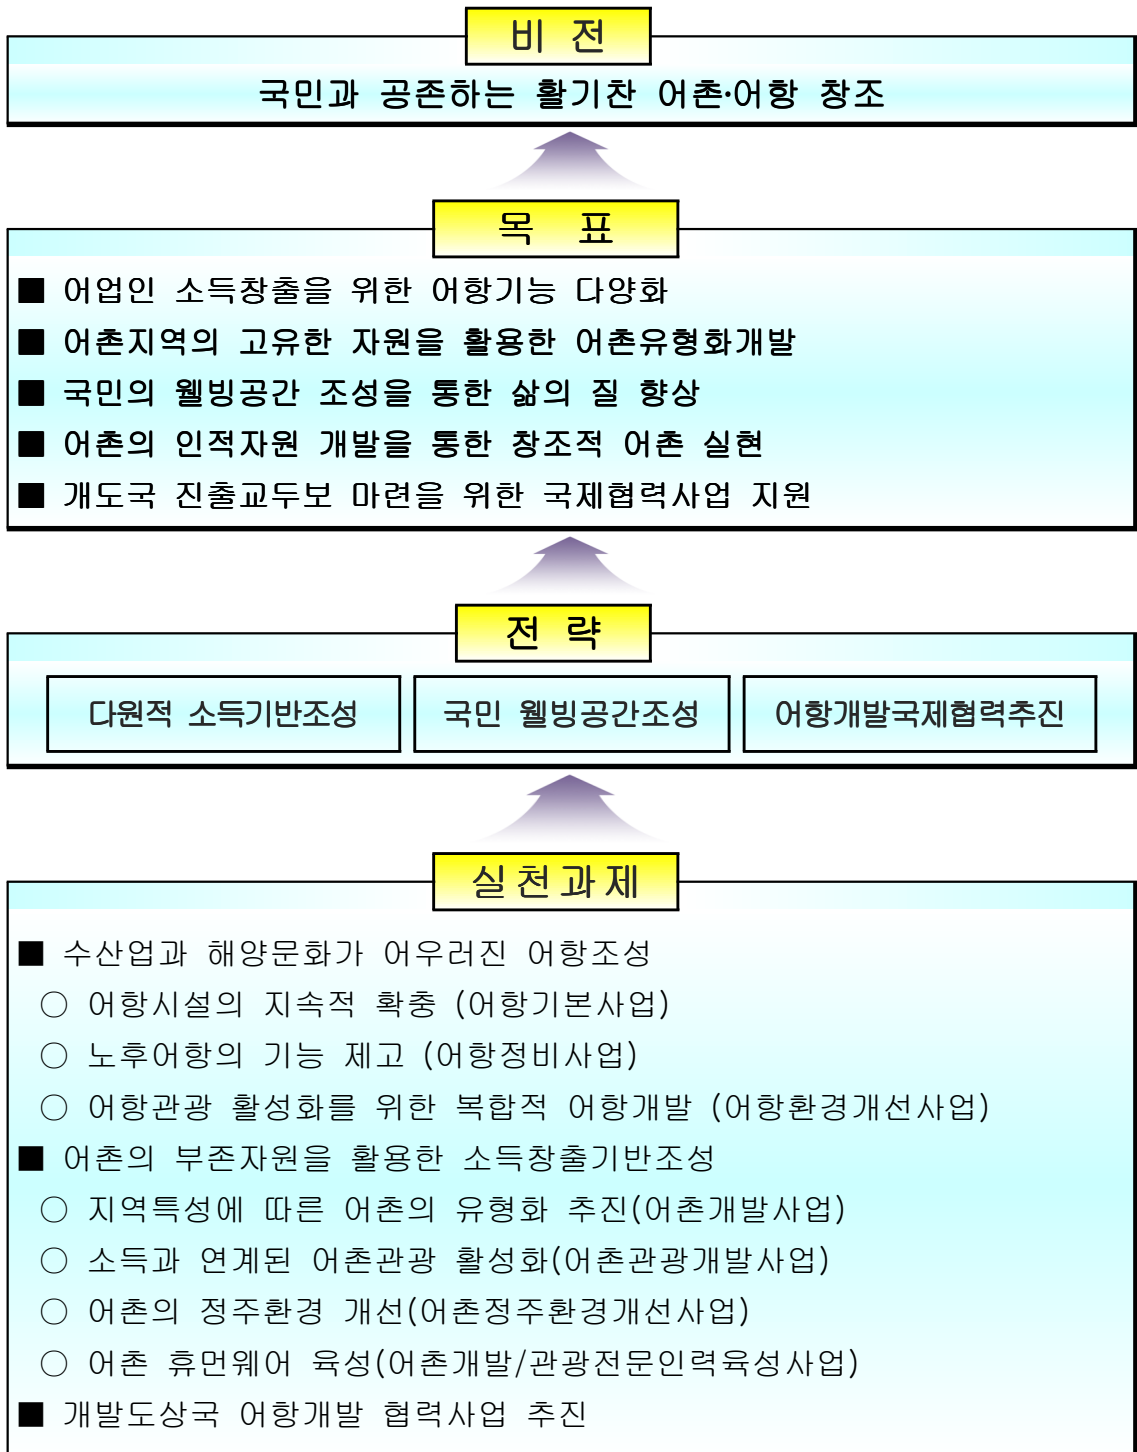 비 전
국민과 공존하는 활기찬 어촌·어항 창조
목 표
■ 어업인 소득창출을 위한 어항기능 다양화
■ 어촌지역의 고유한 자원을 활용한 어촌유형화개발
■ 국민의 웰빙공간 조성을 통한 삶의 질 향상
■ 어촌의 인적자원 개발을 통한 창조적 어촌 실현
■ 개도국 진출교두보 마련을 위한 국제협력사업 지원
전 략
다원적 소득기반조성
국민 웰빙공간조성
어항개발국제협력추진
실천과제
■ 수산업과 해양문화가 어우러진 어항조성
○ 어항시설의 지속적 확충 (어항기본사업)
○ 노후어항의 기능 제고 (어항정비사업)
○ 어항관광 활성화를 위한 복합적 어항개발 (어항환경개선사업)
■ 어촌의 부존자원을 활용한 소득창출기반조성
○ 지역특성에 따른 어촌의 유형화 추진(어촌개발사업)
○ 소득과 연계된 어촌관광 활성화(어촌관광개발사업)
○ 어촌의 정주환경 개선(어촌정주환경개선사업)
○ 어촌 휴먼웨어 육성(어촌개발/관광전문인력육성사업)
■ 개발도상국 어항개발 협력사업 추진